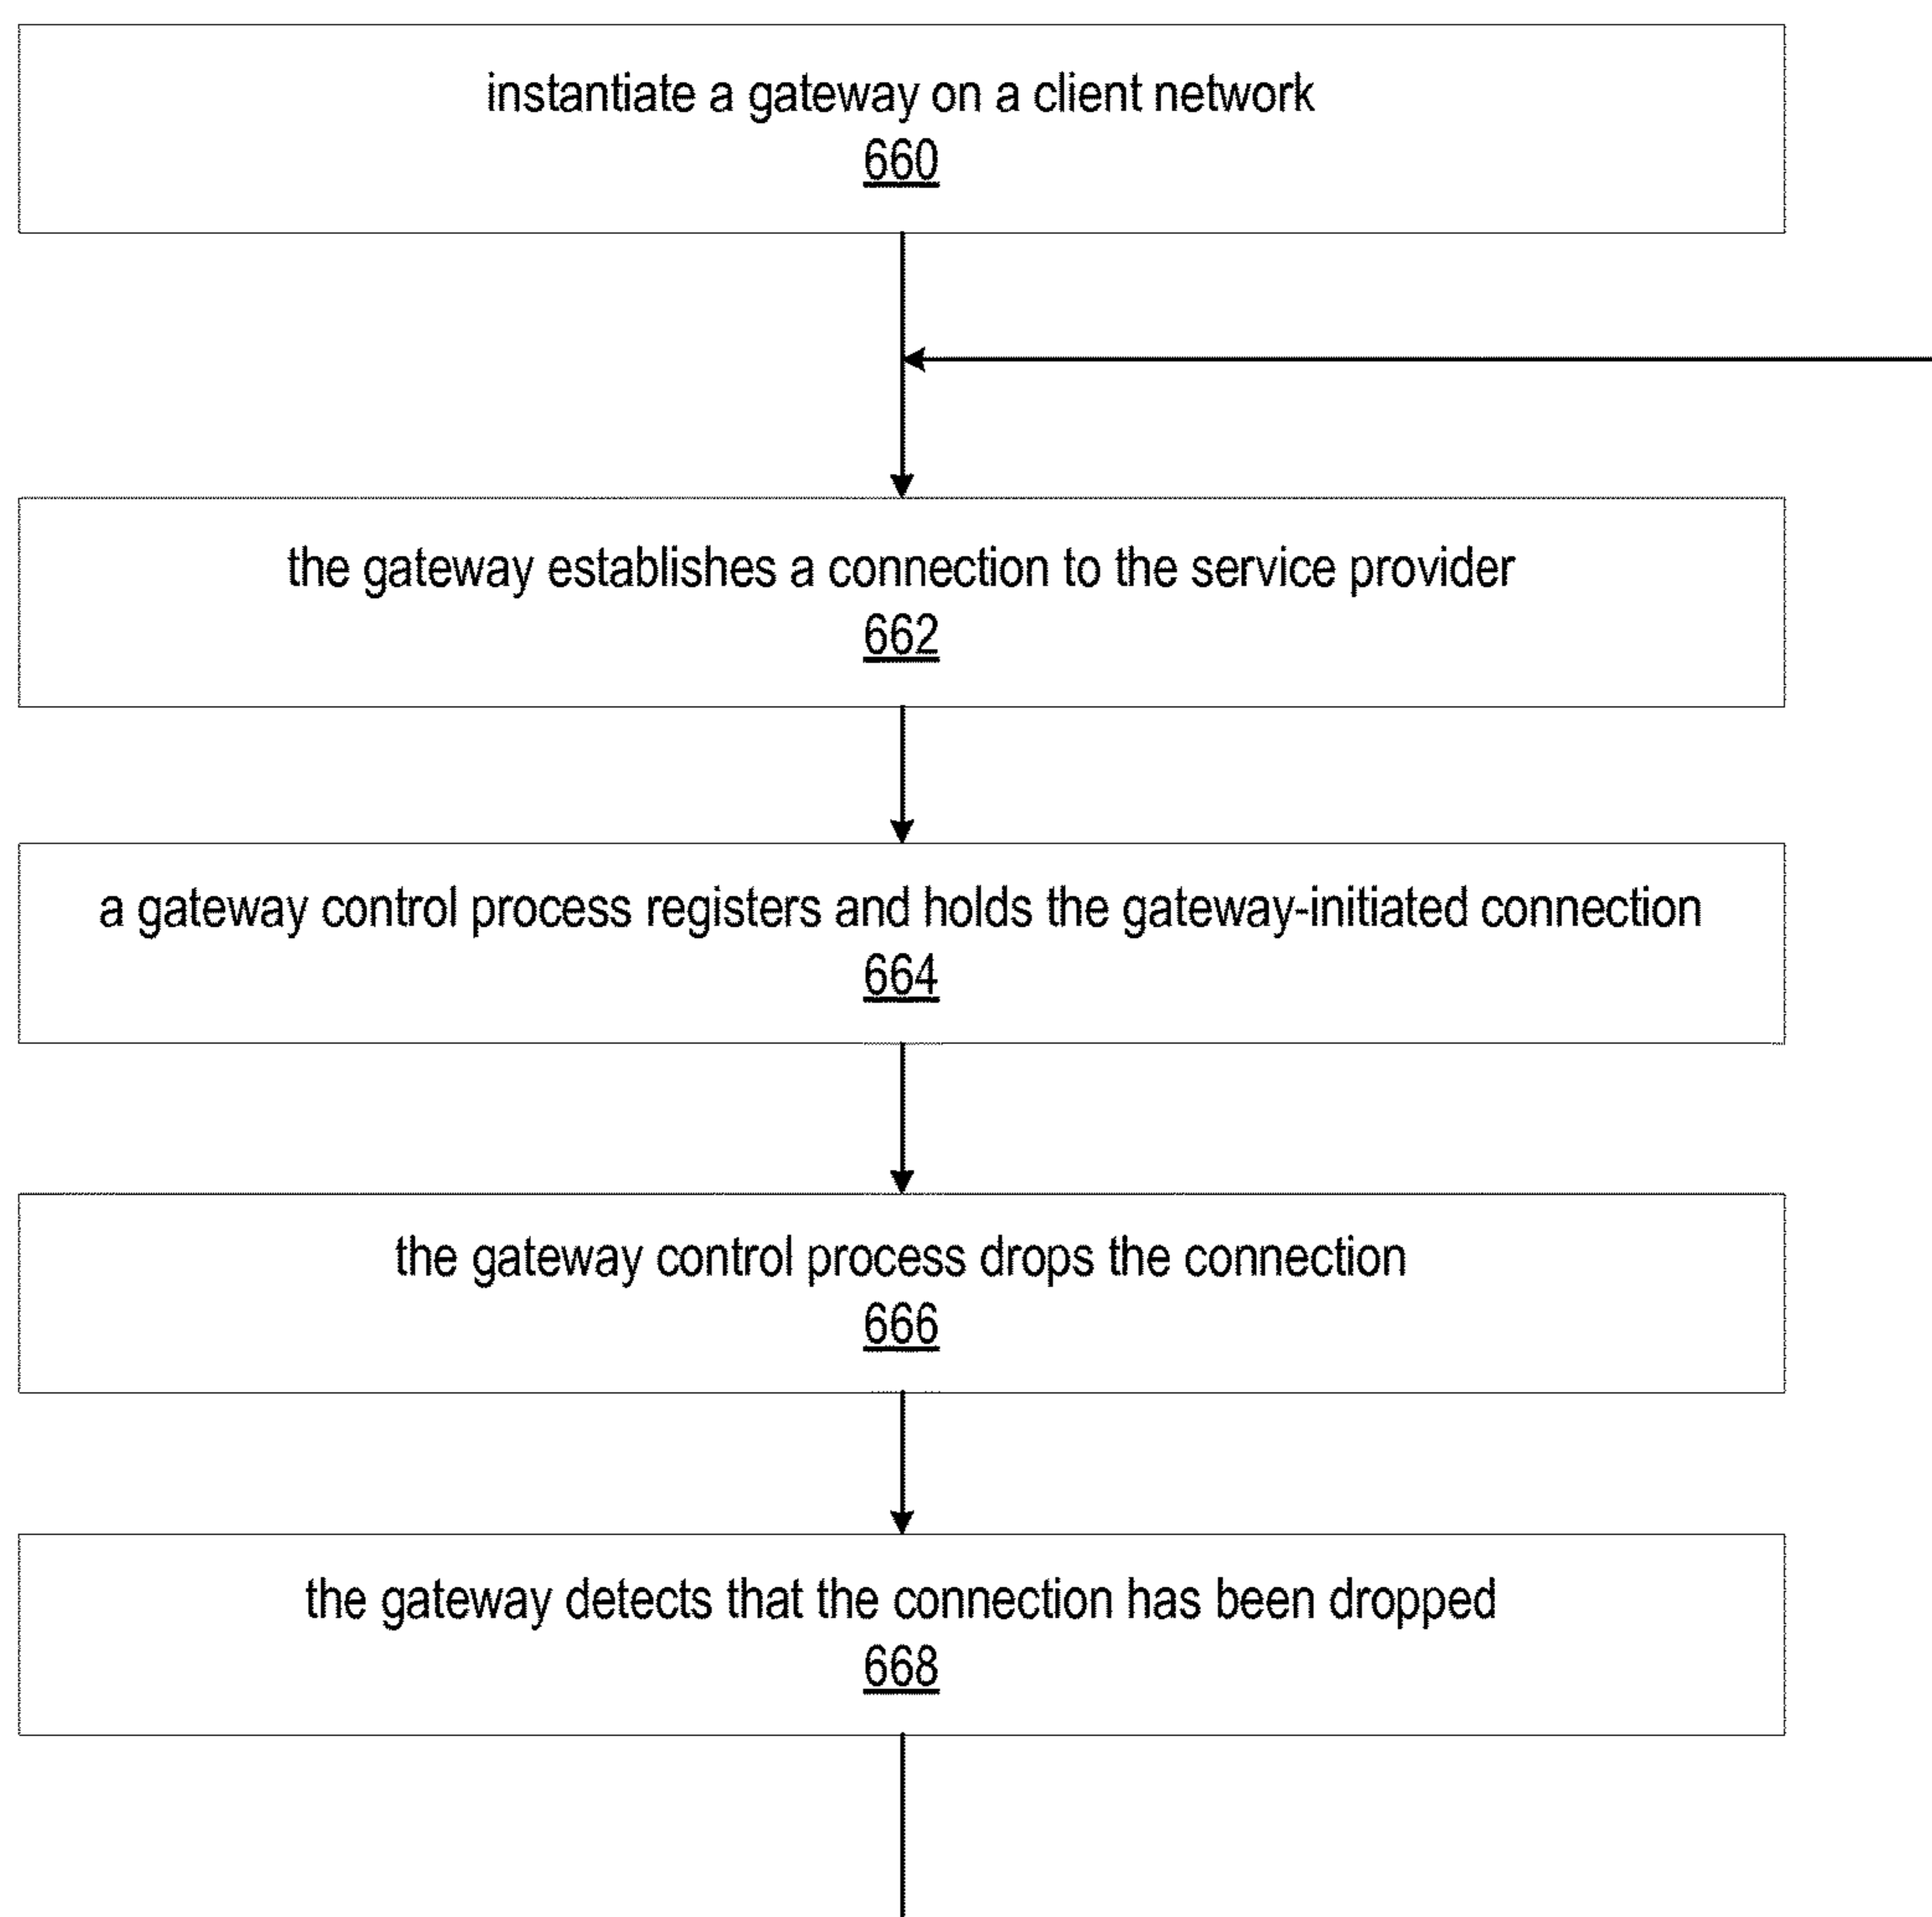 instantiate a gateway on a client network
660
the gateway establishes a connection to the service provider
662
a gateway control process registers and holds the gateway-initiated connection
664
the gateway control process drops the connection
666
the gateway detects that the connection has been dropped
668